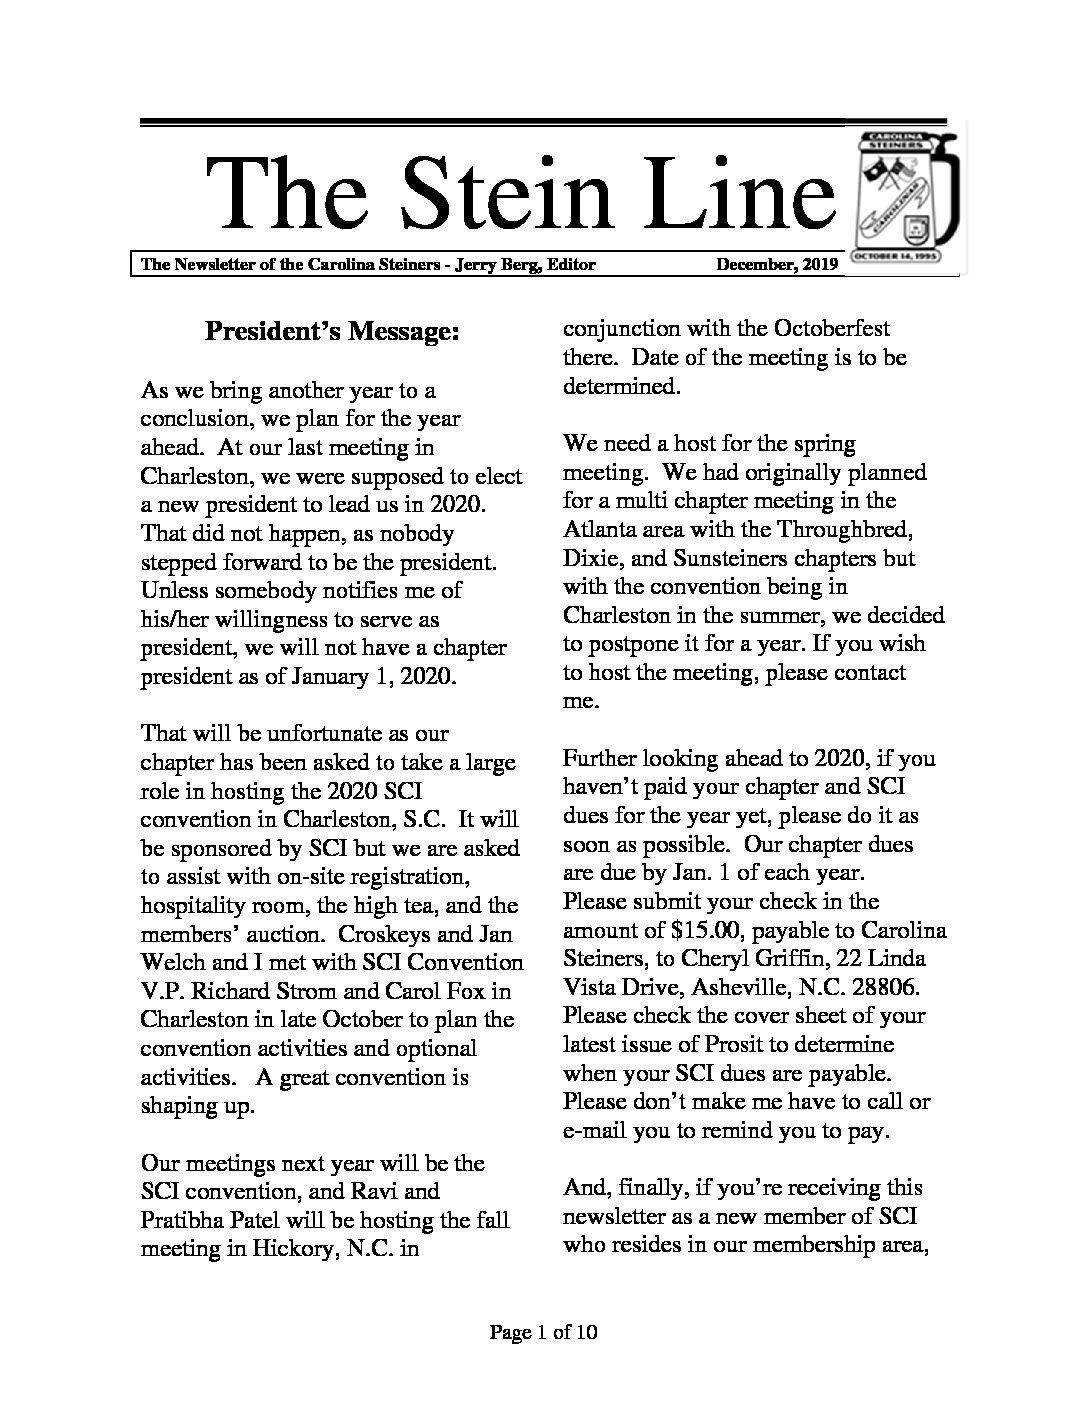 The Stein Line
CAROLINA
STEINERS
CAROLINAS
OCTOBER 14, 1995
The Newsletter of the Carolina Steiners - Jerry Berg, Editor December, 2019
President's Message:
As we bring another year to a
conclusion, we plan for the year
ahead. At our last meeting in
Charleston, we were supposed to elect
a new president to lead us in 2020.
That did not happen, as nobody
stepped forward to be the president.
Unless somebody notifies me of
his/her willingness to serve as
president, we will not have a chapter
president as of January 1, 2020.
That will be unfortunate as our
chapter has been asked to take a large
role in hosting the 2020 SCI
convention in Charleston, S.C. It will
be sponsored by SCI but we are asked
to assist with on-site registration,
hospitality room, the high tea, and the
members' auction. Croskeys and Jan
Welch and I met with SCI Convention
V.P. Richard Strom and Carol Fox in
Charleston in late October to plan the
convention activities and optional
activities. A great convention is
shaping up.
Our meetings next year will be the
SCI convention, and Ravi and
Pratibha Patel will be hosting the fall
meeting in Hickory, N.C. in
conjunction with the Octoberfest
there. Date of the meeting is to be
determined.
We need a host for the spring
meeting. We had originally planned
for a multi chapter meeting in the
Atlanta area with the Throughbred,
Dixie, and Sunsteiners chapters but
with the convention being in
Charleston in the summer, we decided
to postpone it for a year. If you wish
to host the meeting, please contact
me.
Further looking ahead to 2020, if you
haven't paid your chapter and SCI
dues for the year yet, please do it as
soon as possible. Our chapter dues
are due by Jan. 1 of each year.
Please submit your check in the
amount of $15.00, payable to Carolina
Steiners, to Cheryl Griffin, 22 Linda
Vista Drive, Asheville, N.C. 28806.
Please check the cover sheet of your
latest issue of Prosit to determine
when your SCI dues are payable.
Please don't make me have to call or
e-mail you to remind you to pay.
And, finally, if you're receiving this
newsletter as a new member of SCI
who resides in our membership area,
Page 1 of 10